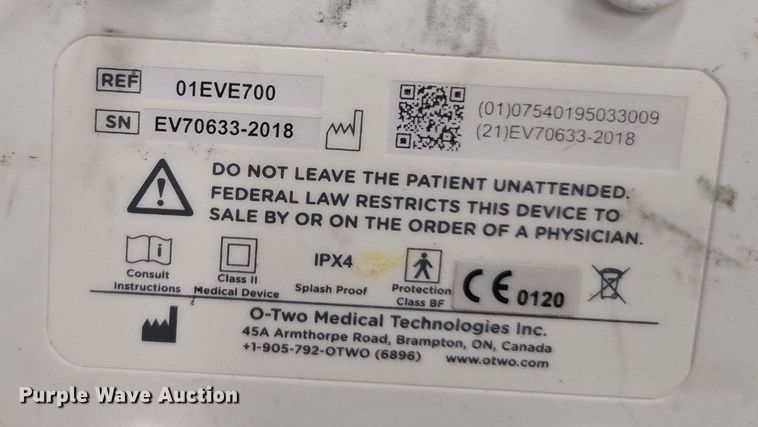 REF 01EVE700
SN EV70633-2018
(01)07540195033009
(21)EV70633-2018
DO NOT LEAVE THE PATIENT UNATTENDED.
FEDERAL LAW RESTRICTS THIS DEVICE TO
SALE BY OR ON THE ORDER OF A PHYSICIAN.
i
Consult
Instructions
Class II
Medical Device
IPX4
Splash Proof
Protection
Class BF
CE 0120
O-Two Medical Technologies Inc.
45A Armthorpe Road, Brampton, ON, Canada
+1-905-792-OTWO (6896) www.otwo.com
Purple Wave Auction